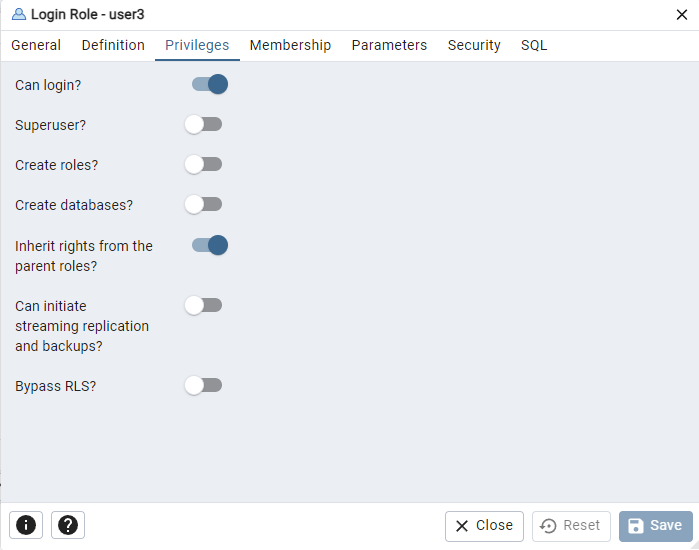 Login Role - user3
General Definition Privileges Membership Parameters Security SQL
Can login?
Superuser?
Create roles?
Create databases?
Inherit rights from the
parent roles?
Can initiate
streaming replication
and backups?
Bypass RLS?
Close Reset Save